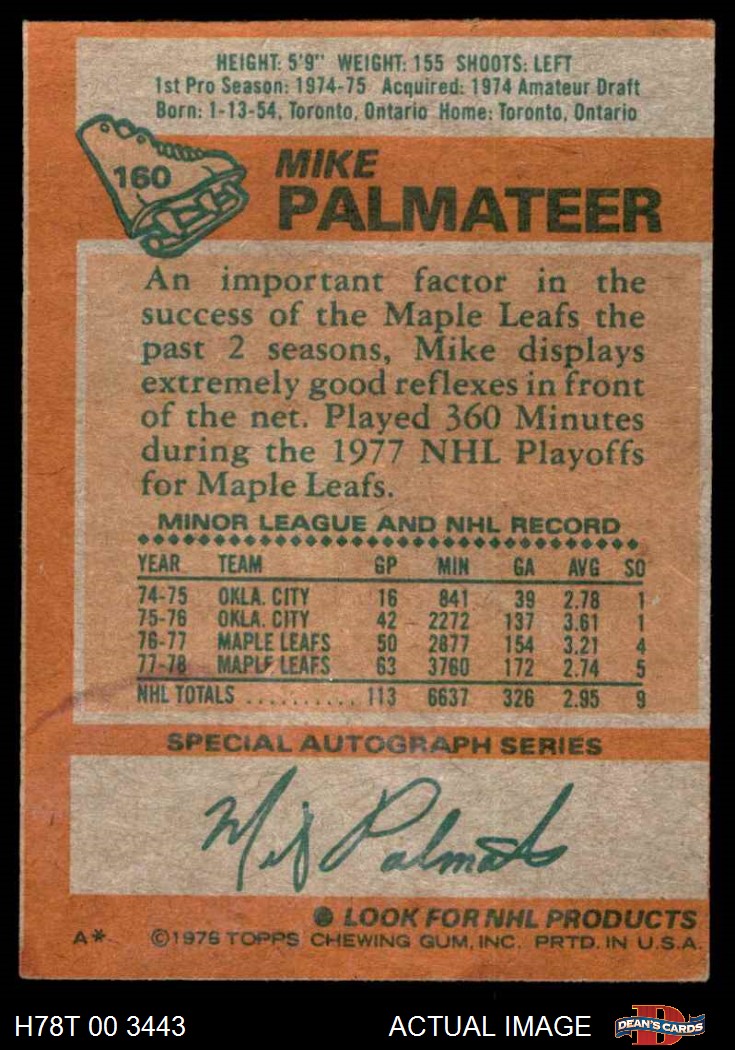 HEIGHT: 5'9" WEIGHT: 155 SHOOTS: LEFT
1st Pro Season: 1974-75 Acquired: 1974 Amateur Draft
Born: 1-13-54, Toronto, Ontario Home: Toronto, Ontario
160
MIKE
PALMATEER
An important factor in the
success of the Maple Leafs the
past 2 seasons, Mike displays
extremely good reflexes in front
of the net. Played 360 Minutes
during the 1977 NHL Playoffs
for Maple Leafs.
MINOR LEAGUE AND NHL RECORD
YEAR TEAM GP MIN GA AVG SO
74-75 OKLA. CITY 16 841 39 2.78 1
75-76 OKLA. CITY 42 2272 137 3.61 1
76-77 MAPLE LEAFS 50 2877 154 3.21 4
77-78 MAPLE LEAFS 63 3760 172 2.74 5
NHL TOTALS .......... 113 6637 326 2.95 9
SPECIAL AUTOGRAPH SERIES
Mike Palmateer
LOOK FOR NHL PRODUCTS
A* ©1978 TOPPS CHEWING GUM, INC. PRTD. IN U.S.A.
H78T 00 3443 ACTUAL IMAGE D DEAN'S CARDS